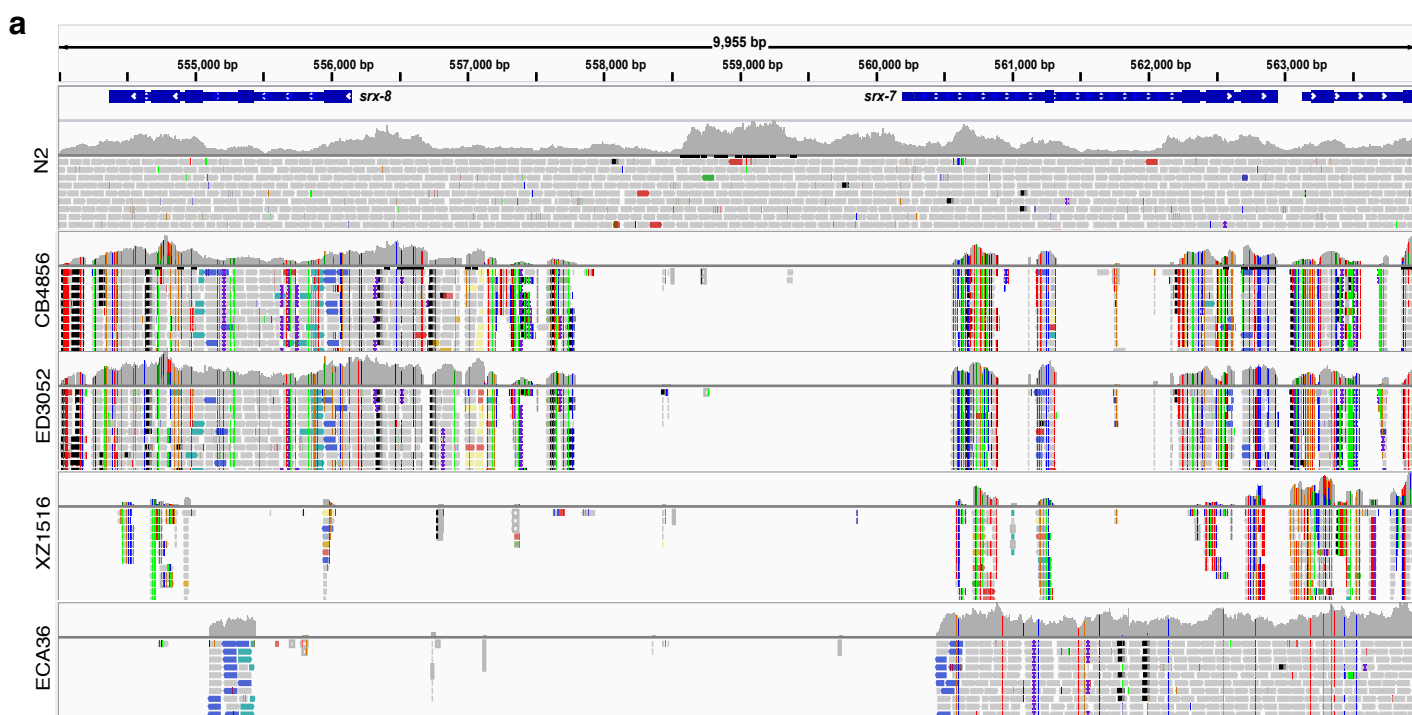 a
9,955 bp
555,000 bp 556,000 bp 557,000 bp 558,000 bp 559,000 bp 560,000 bp 561,000 bp 562,000 bp 563,000 bp
srx-8 srx-7
N2
CB4856
ED3052
XZ1516
ECA36